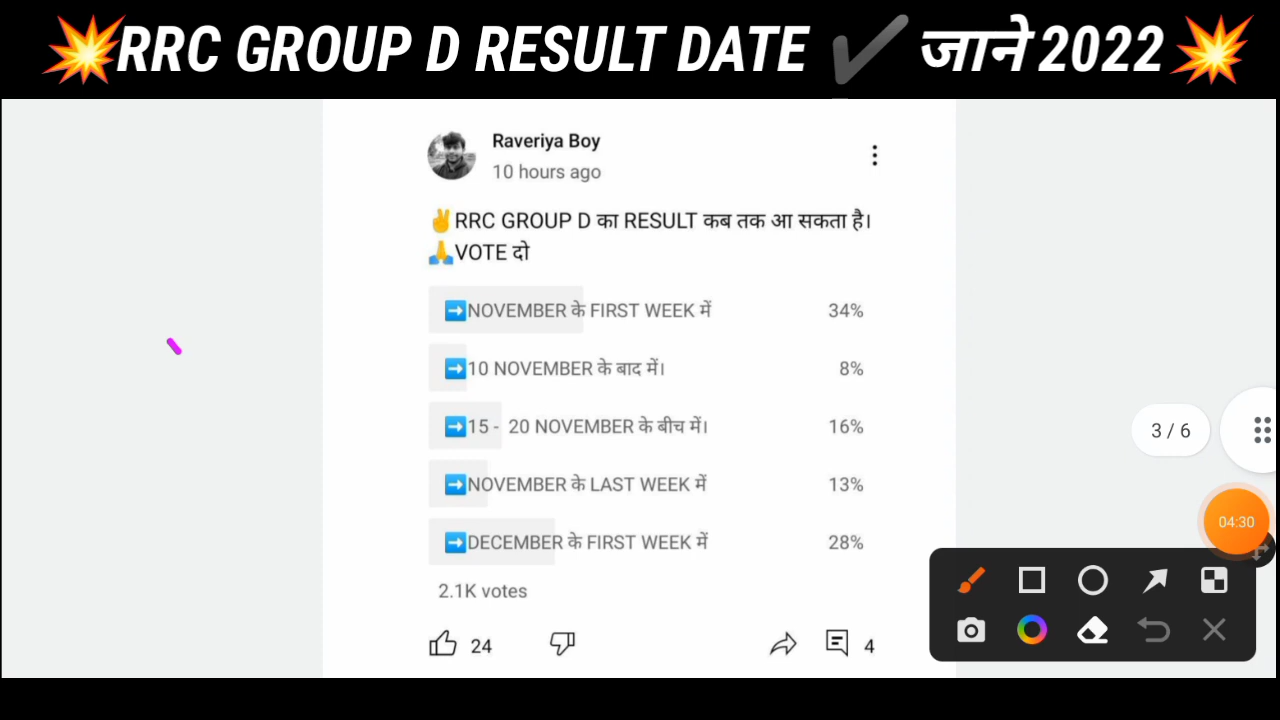 💥RRC GROUP D RESULT DATE ✔ जाने 2022💥
Raveriya Boy
10 hours ago
✌RRC GROUP D का RESULT कब तक आ सकता है।
🙏VOTE दो
➡NOVEMBER के FIRST WEEK में 34%
➡10 NOVEMBER के बाद में। 8%
➡15 - 20 NOVEMBER के बीच में। 16%
➡NOVEMBER के LAST WEEK में 13%
➡DECEMBER के FIRST WEEK में 28%
2.1K votes
24 4
3 / 6
04:30